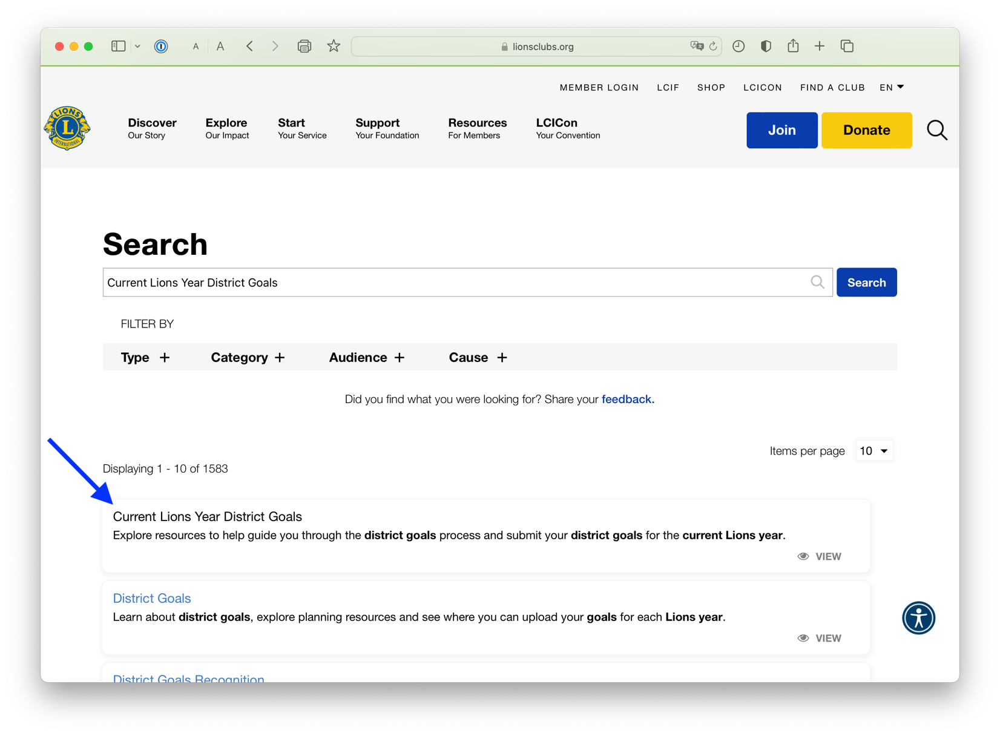 A A lionsclubs.org
MEMBER LOGIN LCIF SHOP LCICON FIND A CLUB EN
LIONS
L
INTERNATIONAL
Discover Explore Start Support Resources LCICon
Our Story Our Impact Your Service Your Foundation For Members Your Convention
Join Donate
Search
Current Lions Year District Goals Search
FILTER BY
Type + Category + Audience + Cause +
Did you find what you were looking for? Share your feedback.
Items per page 10
Displaying 1 - 10 of 1583
Current Lions Year District Goals
Explore resources to help guide you through the district goals process and submit your district goals for the current Lions year.
VIEW
District Goals
Learn about district goals, explore planning resources and see where you can upload your goals for each Lions year.
VIEW
District Goals Recognition